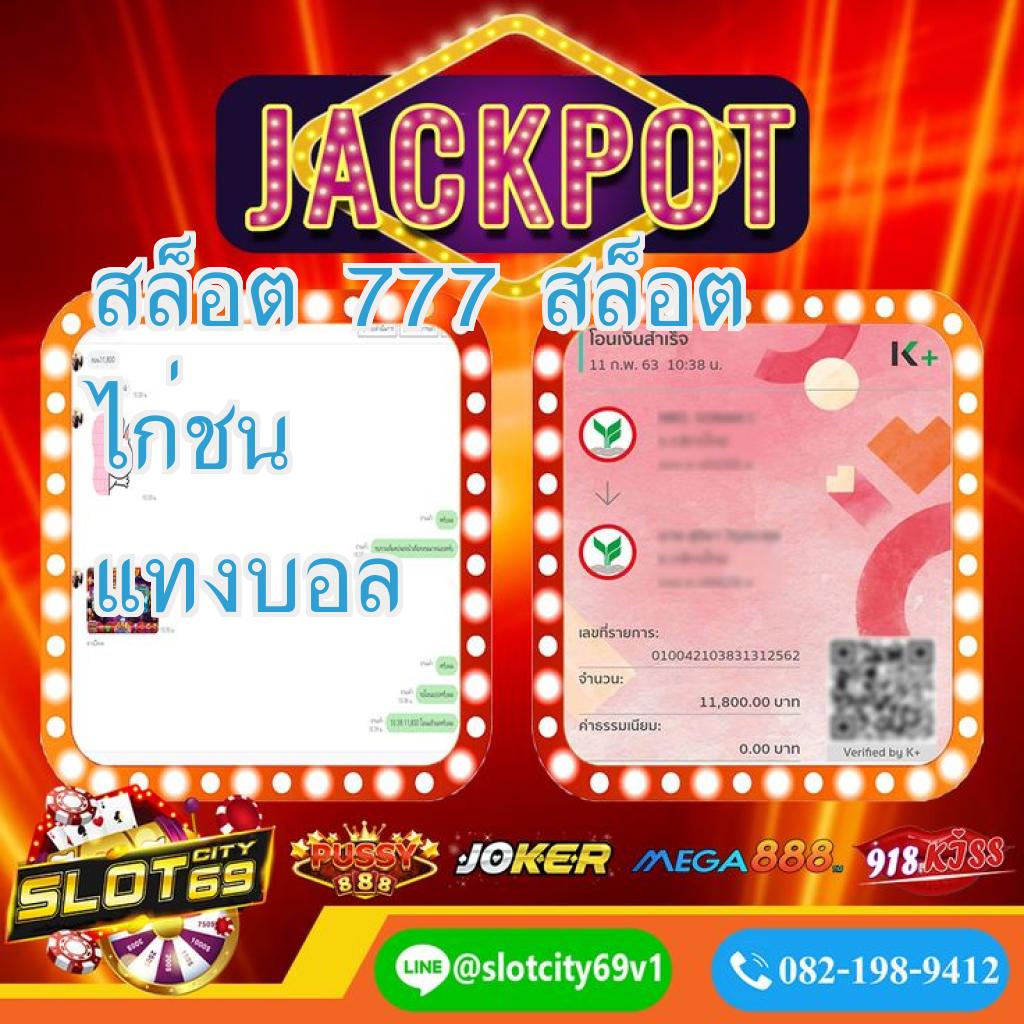 JACKPOT
สล็อต 777 สล็อต
ไก่ชน
แทงบอล
โอนเงินสำเร็จ
11 ก.พ. 63 10:38 น.
K+
เลขที่รายการ:
010042103831312562
จำนวน:
11,800.00 บาท
ค่าธรรมเนียม:
0.00 บาท
Verified by K+
SLOT CITY 69
PUSSY 888
JOKER
MEGA888
918KISS
LINE @slotcity69v1
082-198-9412